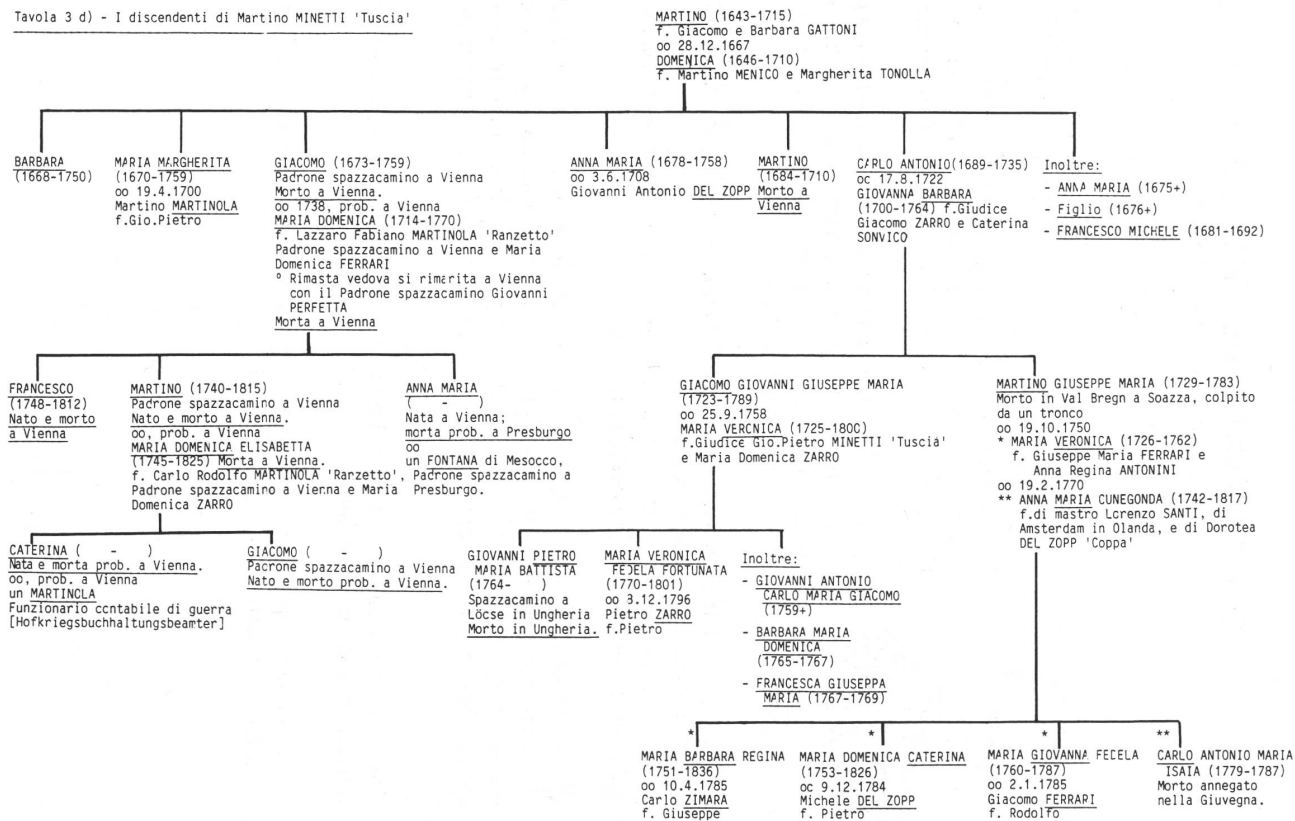 Tavola 3 d) - I discendenti di Martino MINETTI 'Tuscia'
MARTINO (1643-1715)
f. Giacomo e Barbara GATTONI
oo 28.12.1667
DOMENICA (1646-1710)
f. Martino MENICO e Margherita TONOLLA
BARBARA
(1668-1750)
MARIA MARGHERITA
(1670-1759)
oo 19.4.1700
Martino MARTINOLA
f.Gio.Pietro
GIACOMO (1673-1759)
Padrone spazzacamino a Vienna
Morto a Vienna.
oo 1738, prob. a Vienna
MARIA DOMENICA (1714-1770)
f. Lazzaro Fabiano MARTINOLA 'Ranzetto'
Padrone spazzacamino a Vienna e Maria
Domenica FERRARI
° Rimasta vedova si rimarita a Vienna
con il Padrone spazzacamino Giovanni
PERFETTA
Morta a Vienna
ANNA MARIA (1678-1758)
oo 3.6.1708
Giovanni Antonio DEL ZOPP
MARTINO
(1684-1710)
Morto a
Vienna
CARLO ANTONIO(1689-1735)
oc 17.8.1722
GIOVANNA BARBARA
(1700-1764) f.Giudice
Giacomo ZARRO e Caterina
SONVICO
Inoltre:
- ANNA MARIA (1675+)
- Figlio (1676+)
- FRANCESCO MICHELE (1681-1692)
FRANCESCO
(1748-1812)
Nato e morto
a Vienna
MARTINO (1740-1815)
Padrone spazzacamino a Vienna
Nato e morto a Vienna.
oo, prob. a Vienna
MARIA DOMENICA ELISABETTA
(1745-1825) Morta a Vienna.
f. Carlo Rodolfo MARTINOLA 'Ranzetto',
Padrone spazzacamino a Vienna e Maria
Domenica ZARRO
ANNA MARIA
(    -    )
Nata a Vienna;
morta prob. a Presburgo
oo
un FONTANA di Mesocco,
Padrone spazzacamino a
Presburgo.
GIACOMO GIOVANNI GIUSEPPE MARIA
(1723-1789)
oo 25.9.1758
MARIA VERCNICA (1725-180C)
f.Giudice Gio.Pietro MINETTI 'Tuscia'
e Maria Domenica ZARRO
MARTINO GIUSEPPE MARIA (1729-1783)
Morto in Val Bregn a Soazza, colpito
da un tronco
oo 19.10.1750
* MARIA VERONICA (1726-1762)
f. Giuseppe Maria FERRARI e
Anna Regina ANTONINI
oo 19.2.1770
** ANNA MARIA CUNEGONDA (1742-1817)
f.di mastro Lcrenzo SANTI, di
Amsterdam in Olanda, e di Dorotea
DEL ZOPP 'Coppa'
CATERINA (    -    )
Nata e morta prob. a Vienna.
oo, prob. a Vienna
un MARTINCLA
Funzionario ccntabile di guerra
[Hofkriegsbuchhaltungsbeamter]
GIACOMO (    -    )
Padrone spazzacamino a Vienna
Nato e morto prob. a Vienna.
GIOVANNI PIETRO
MARIA BATTISTA
(1764-    )
Spazzacamino a
Löcse in Ungheria
Morto in Ungheria.
MARIA VERONICA
FEDELA FORTUNATA
(1770-1801)
oo 3.12.1796
Pietro ZARRO
f.Pietro
Inoltre:
- GIOVANNI ANTONIO
CARLO MARIA GIACOMO
(1759+)
- BARBARA MARIA
DOMENICA
(1765-1767)
- FRANCESCA GIUSEPPA
MARIA (1767-1769)
*
MARIA BARBARA REGINA
(1751-1836)
oo 10.4.1785
Carlo ZIMARA
f. Giuseppe
*
MARIA DOMENICA CATERINA
(1753-1826)
oc 9.12.1784
Michele DEL ZOPP
f. Pietro
*
MARIA GIOVANNA FECELA
(1760-1787)
oo 2.1.1785
Giacomo FERRARI
f. Rodolfo
**
CARLO ANTONIO MARIA
ISAIA (1779-1787)
Morto annegato
nella Giuvegna.